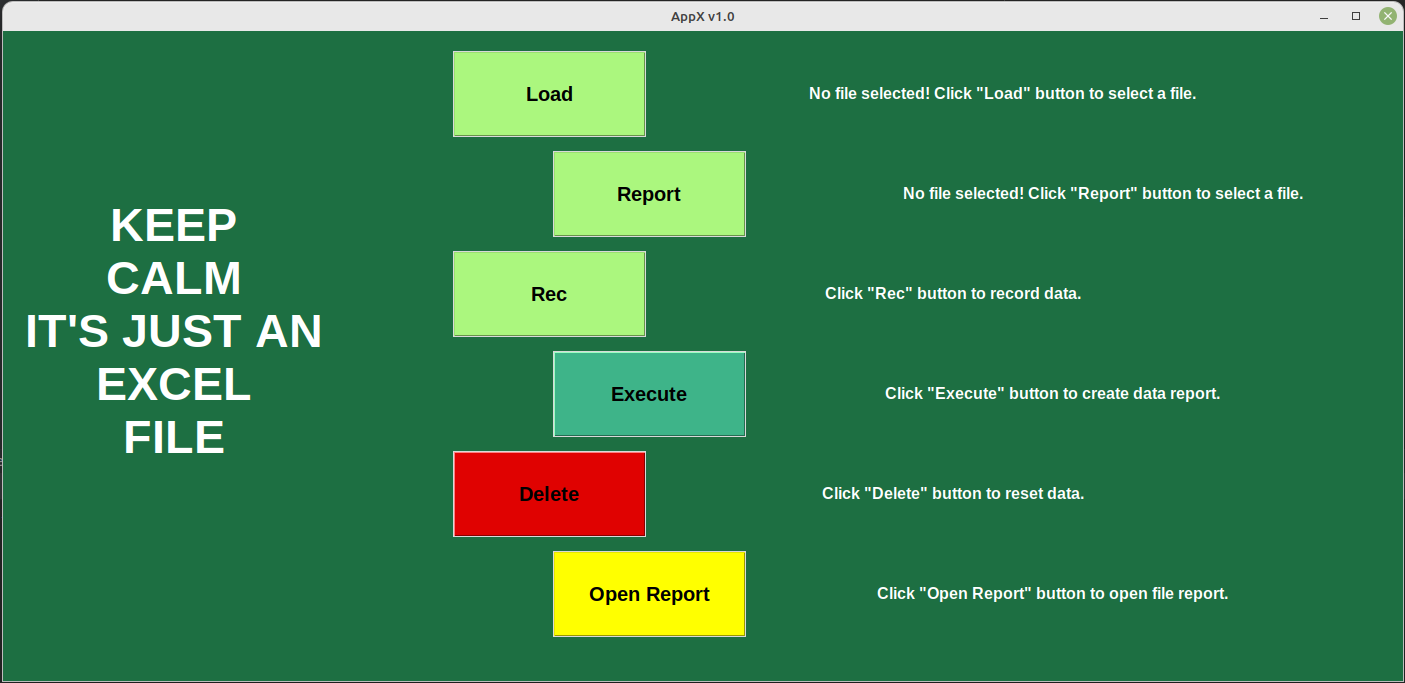 AppX v1.0
Load
No file selected! Click "Load" button to select a file.
Report
No file selected! Click "Report" button to select a file.
KEEP
CALM
IT'S JUST AN
EXCEL
FILE
Rec
Click "Rec" button to record data.
Execute
Click "Execute" button to create data report.
Delete
Click "Delete" button to reset data.
Open Report
Click "Open Report" button to open file report.